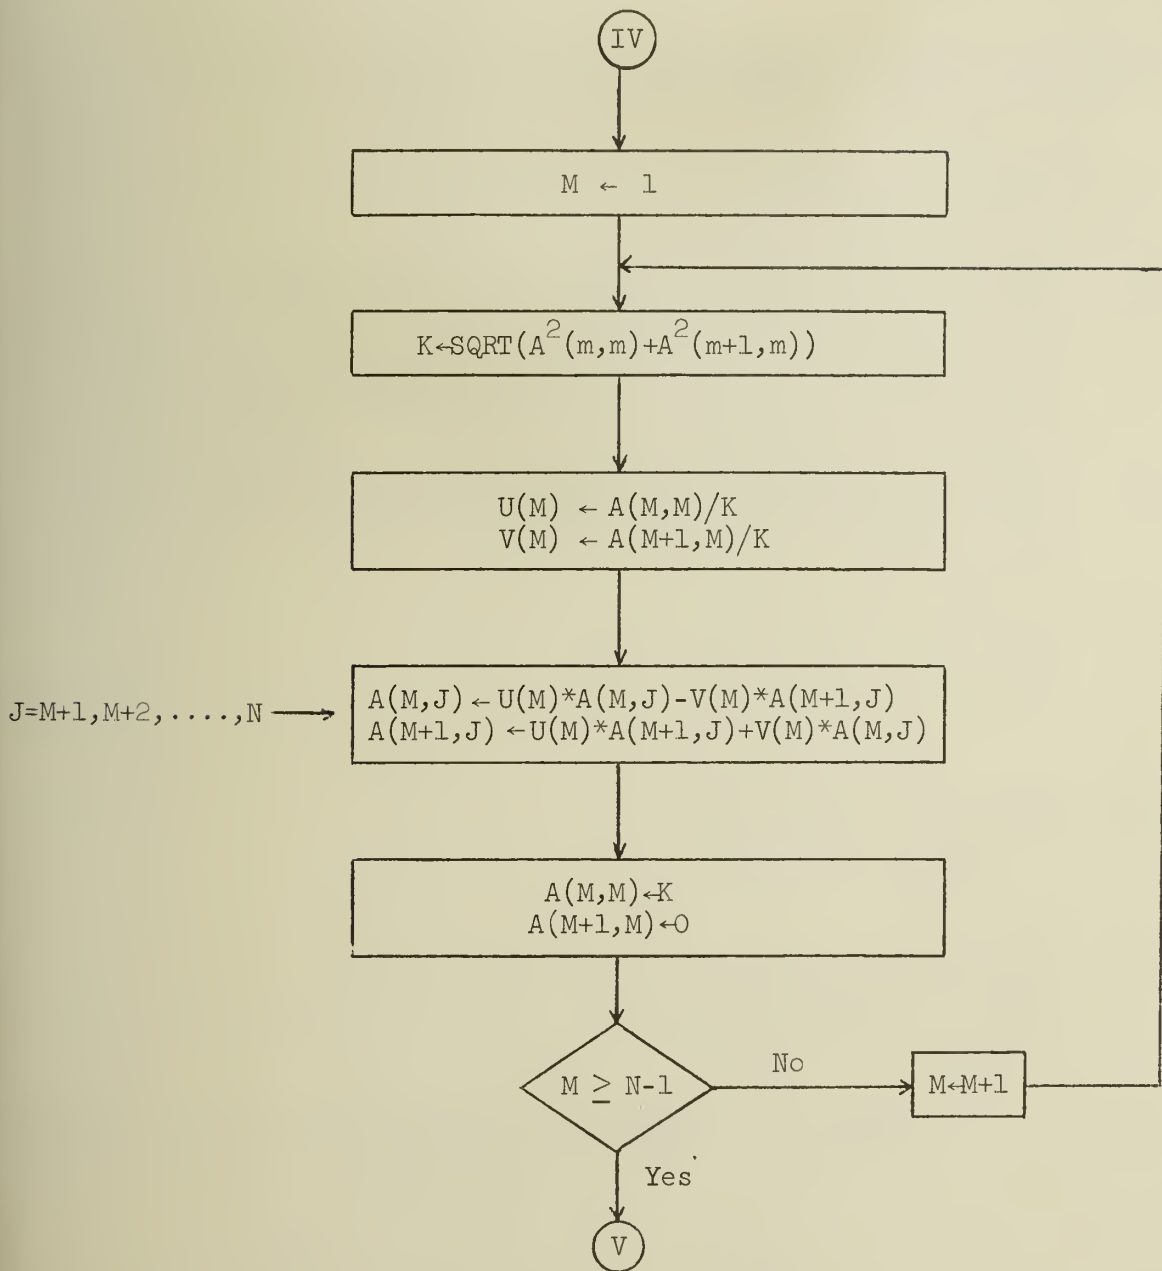 IV
M ← 1
K←SQRT(A²(m,m)+A²(m+1,m))
U(M) ← A(M,M)/K
V(M) ← A(M+1,M)/K
J=M+1,M+2,....,N
A(M,J)←U(M)*A(M,J)-V(M)*A(M+1,J)
A(M+1,J)←U(M)*A(M+1,J)+V(M)*A(M,J)
A(M,M)←K
A(M+1,M)←0
M ≥ N-1
No
M←M+1
Yes
V